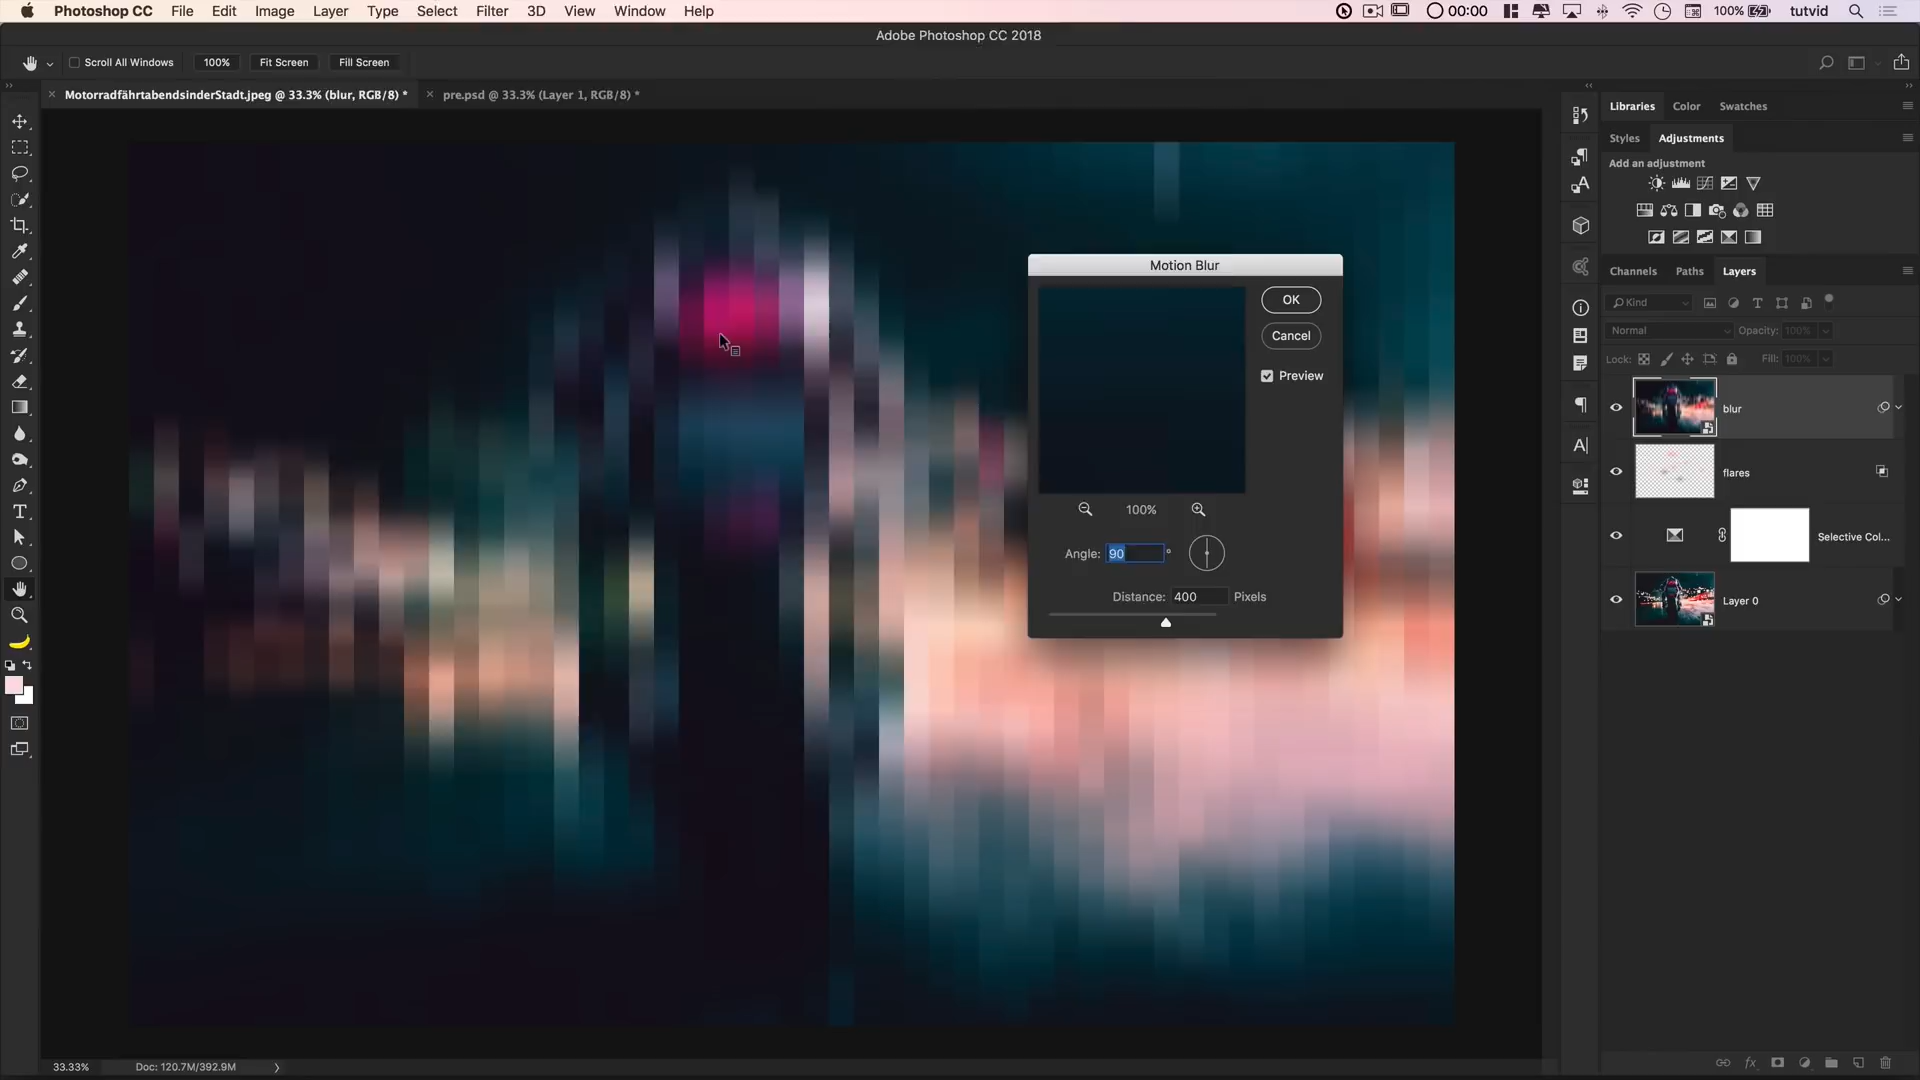 Photoshop CC File Edit Image Layer Type Select Filter 3D View Window Help 00:00 100% tutvid
Adobe Photoshop CC 2018
Scroll All Windows 100% Fit Screen Fill Screen
MotorradfährtabendsinderStadt.jpeg @ 33.3% (blur, RGB/8) * pre.psd @ 33.3% (Layer 1, RGB/8) *
Libraries Color Swatches
Styles Adjustments
Add an adjustment
Channels Paths Layers
Kind
Normal Opacity: 100%
Lock: Fill: 100%
blur
flares
Selective Col...
Layer 0
Motion Blur
OK
Cancel
Preview
100%
Angle: 90 °
Distance: 400 Pixels
33.33% Doc: 120.7M/392.9M